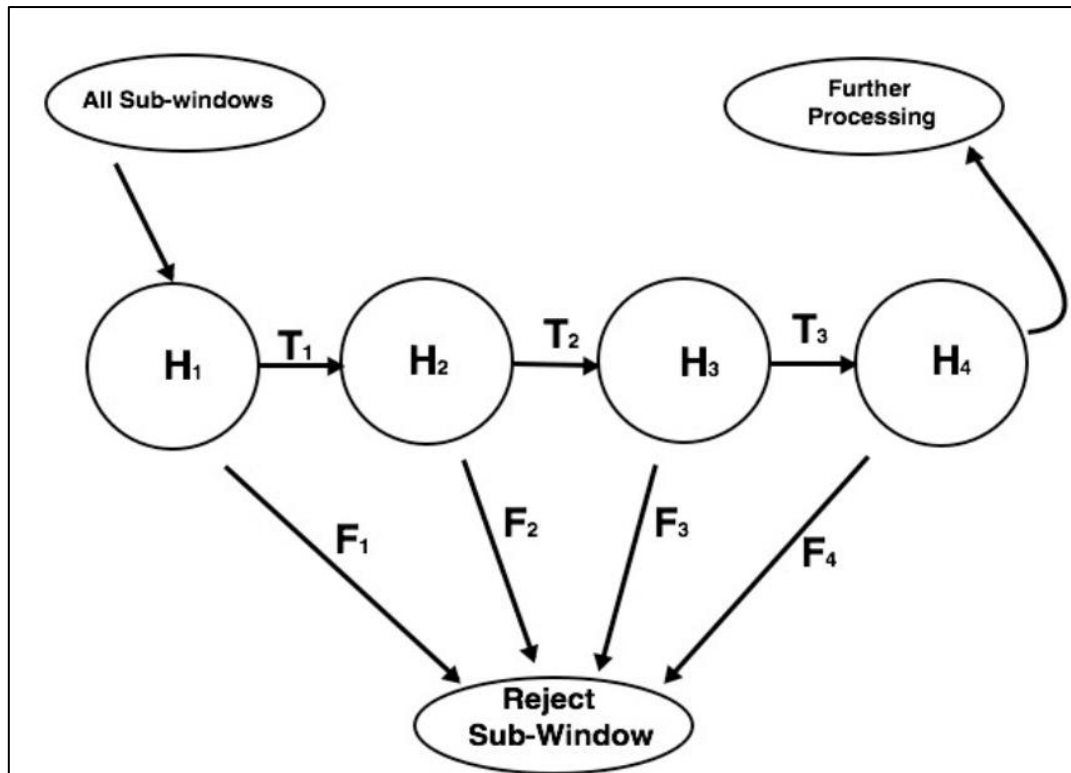 All Sub-windows
Further
Processing
T₁
T₂
T₃
H₁
H₂
H₃
H₄
F₁
F₂
F₃
F₄
Reject
Sub-Window